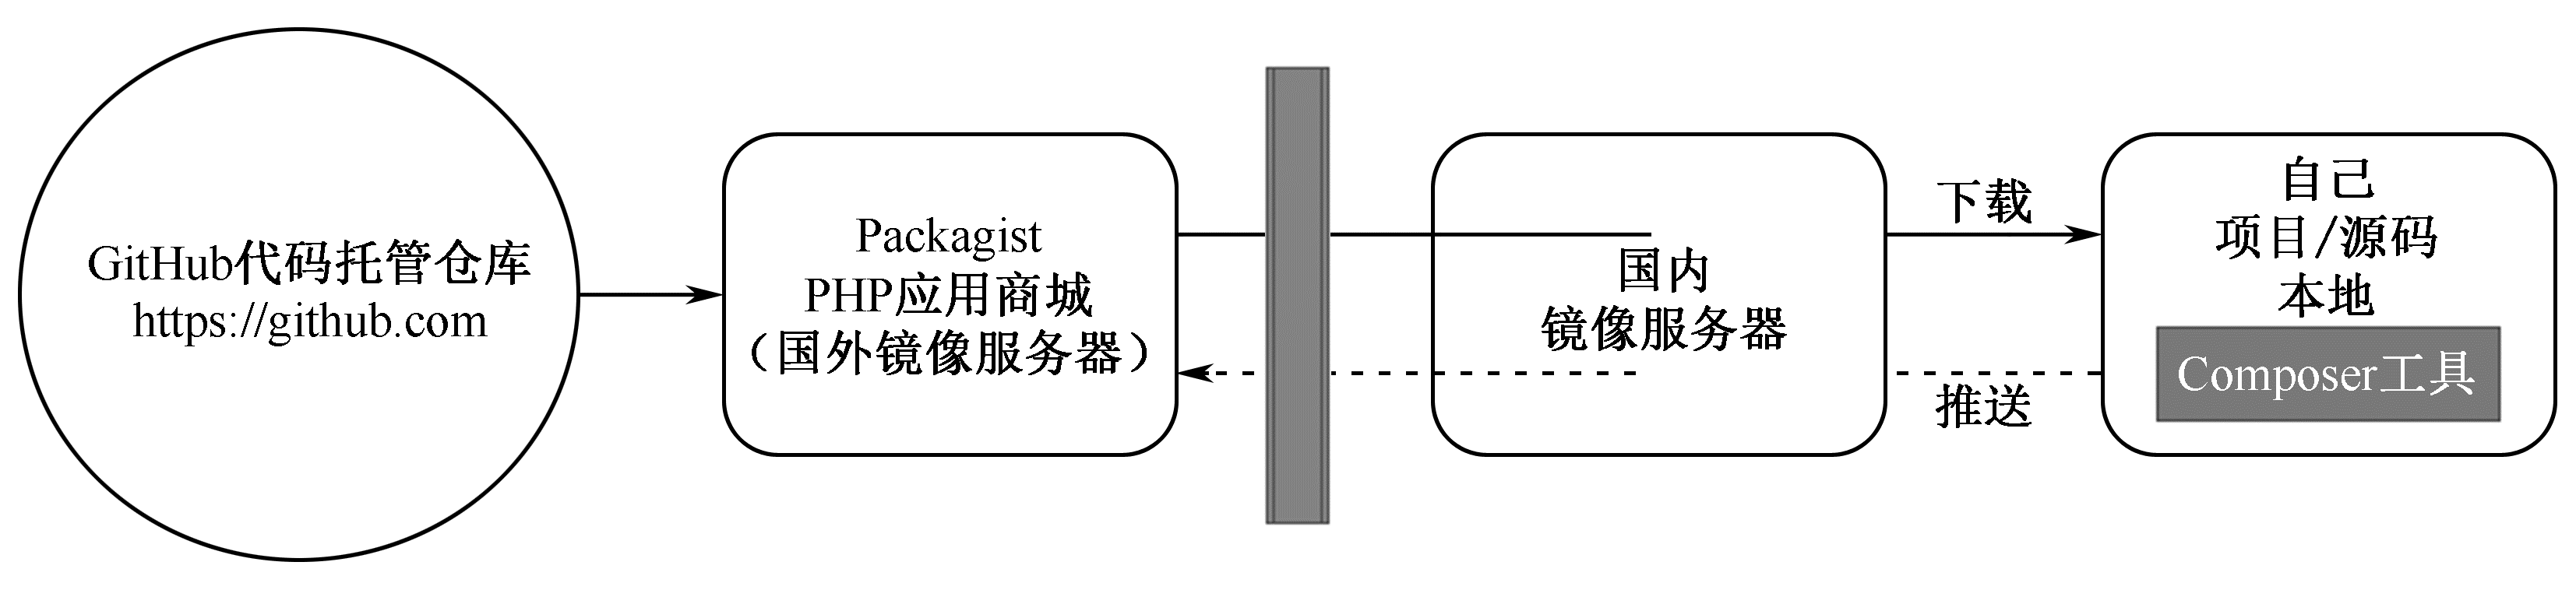 GitHub代码托管仓库
https://github.com
Packagist
PHP应用商城
（国外镜像服务器）
国内
镜像服务器
下载
推送
自己
项目/源码
本地
Composer工具